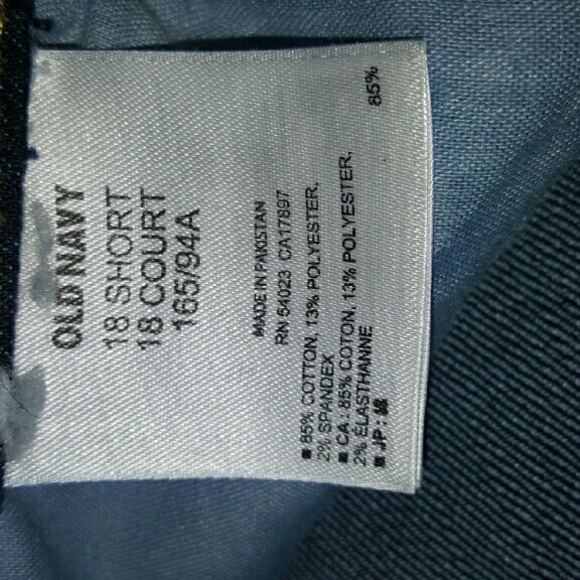 OLD NAVY
18 SHORT
18 COURT
165/94A
MADE IN PAKISTAN
RN 54023 CA17897
■ 85% COTTON, 13% POLYESTER,
2% SPANDEX
■ CA : 85% COTON, 13% POLYESTER,
2% ÉLASTHANNE
■ JP : 綿 85%